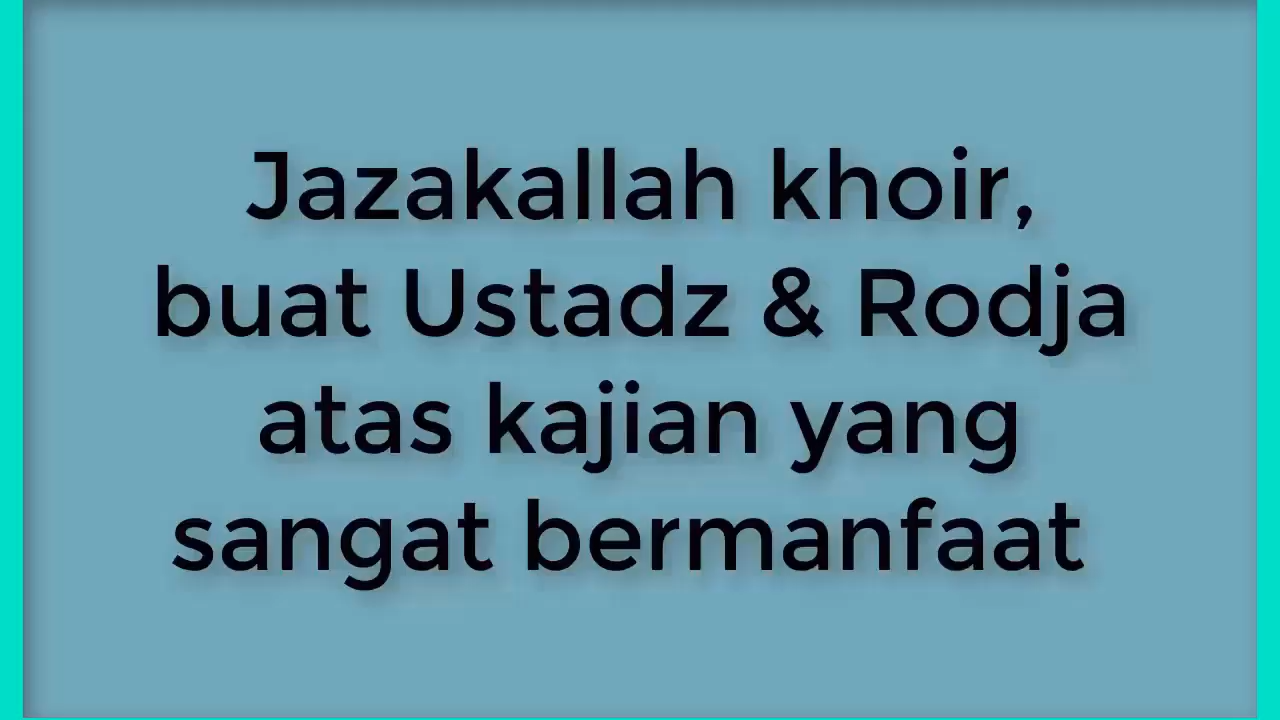 Jazakallah khoir,
buat Ustadz & Rodja
atas kajian yang
sangat bermanfaat